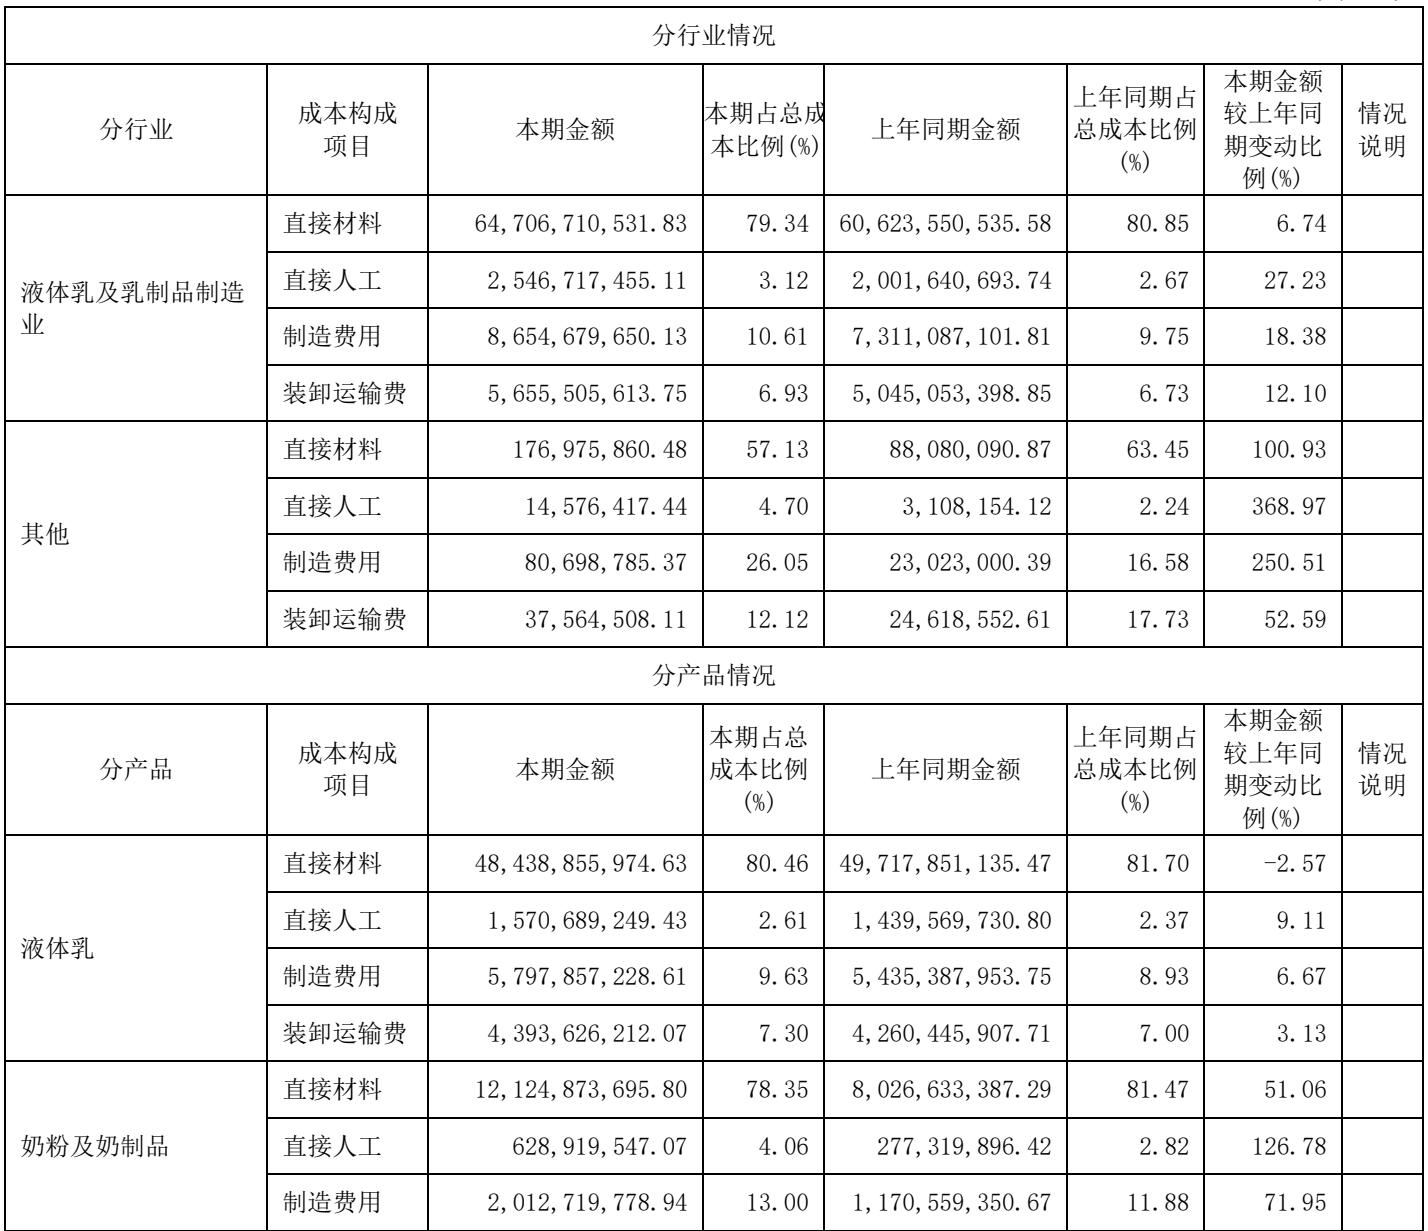 分行业情况
分行业 成本构成项目 本期金额 本期占总成本比例(%) 上年同期金额 上年同期占总成本比例(%) 本期金额较上年同期变动比例(%) 情况说明
液体乳及乳制品制造业 直接材料 64,706,710,531.83 79.34 60,623,550,535.58 80.85 6.74
直接人工 2,546,717,455.11 3.12 2,001,640,693.74 2.67 27.23
制造费用 8,654,679,650.13 10.61 7,311,087,101.81 9.75 18.38
装卸运输费 5,655,505,613.75 6.93 5,045,053,398.85 6.73 12.10
其他 直接材料 176,975,860.48 57.13 88,080,090.87 63.45 100.93
直接人工 14,576,417.44 4.70 3,108,154.12 2.24 368.97
制造费用 80,698,785.37 26.05 23,023,000.39 16.58 250.51
装卸运输费 37,564,508.11 12.12 24,618,552.61 17.73 52.59
分产品情况
分产品 成本构成项目 本期金额 本期占总成本比例(%) 上年同期金额 上年同期占总成本比例(%) 本期金额较上年同期变动比例(%) 情况说明
液体乳 直接材料 48,438,855,974.63 80.46 49,717,851,135.47 81.70 -2.57
直接人工 1,570,689,249.43 2.61 1,439,569,730.80 2.37 9.11
制造费用 5,797,857,228.61 9.63 5,435,387,953.75 8.93 6.67
装卸运输费 4,393,626,212.07 7.30 4,260,445,907.71 7.00 3.13
奶粉及奶制品 直接材料 12,124,873,695.80 78.35 8,026,633,387.29 81.47 51.06
直接人工 628,919,547.07 4.06 277,319,896.42 2.82 126.78
制造费用 2,012,719,778.94 13.00 1,170,559,350.67 11.88 71.95